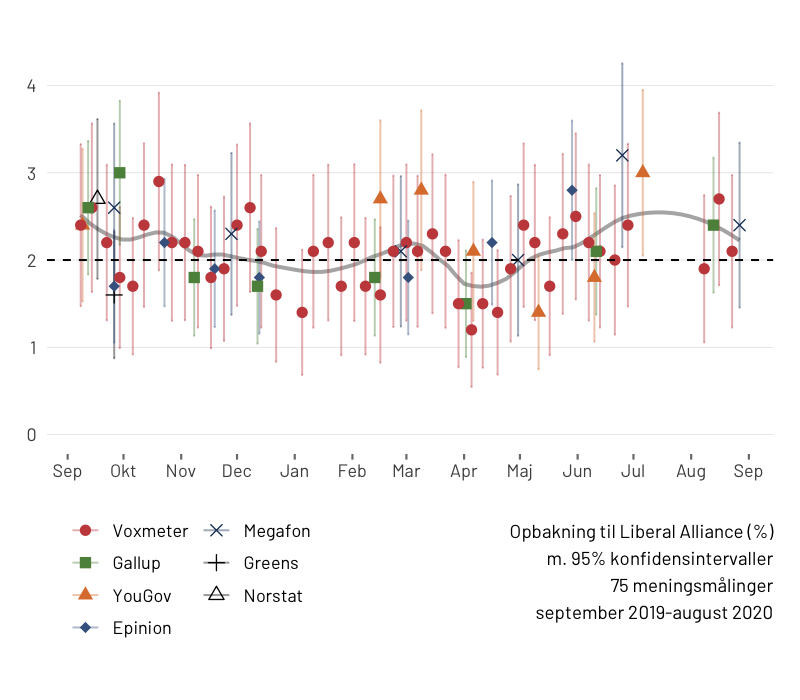 4
3
2
1
0
Sep Okt Nov Dec Jan Feb Mar Apr Maj Jun Jul Aug Sep
Voxmeter Megafon
Gallup Greens
YouGov Norstat
Epinion
Opbakning til Liberal Alliance (%)
m. 95% konfidensintervaller
75 meningsmålinger
september 2019-august 2020